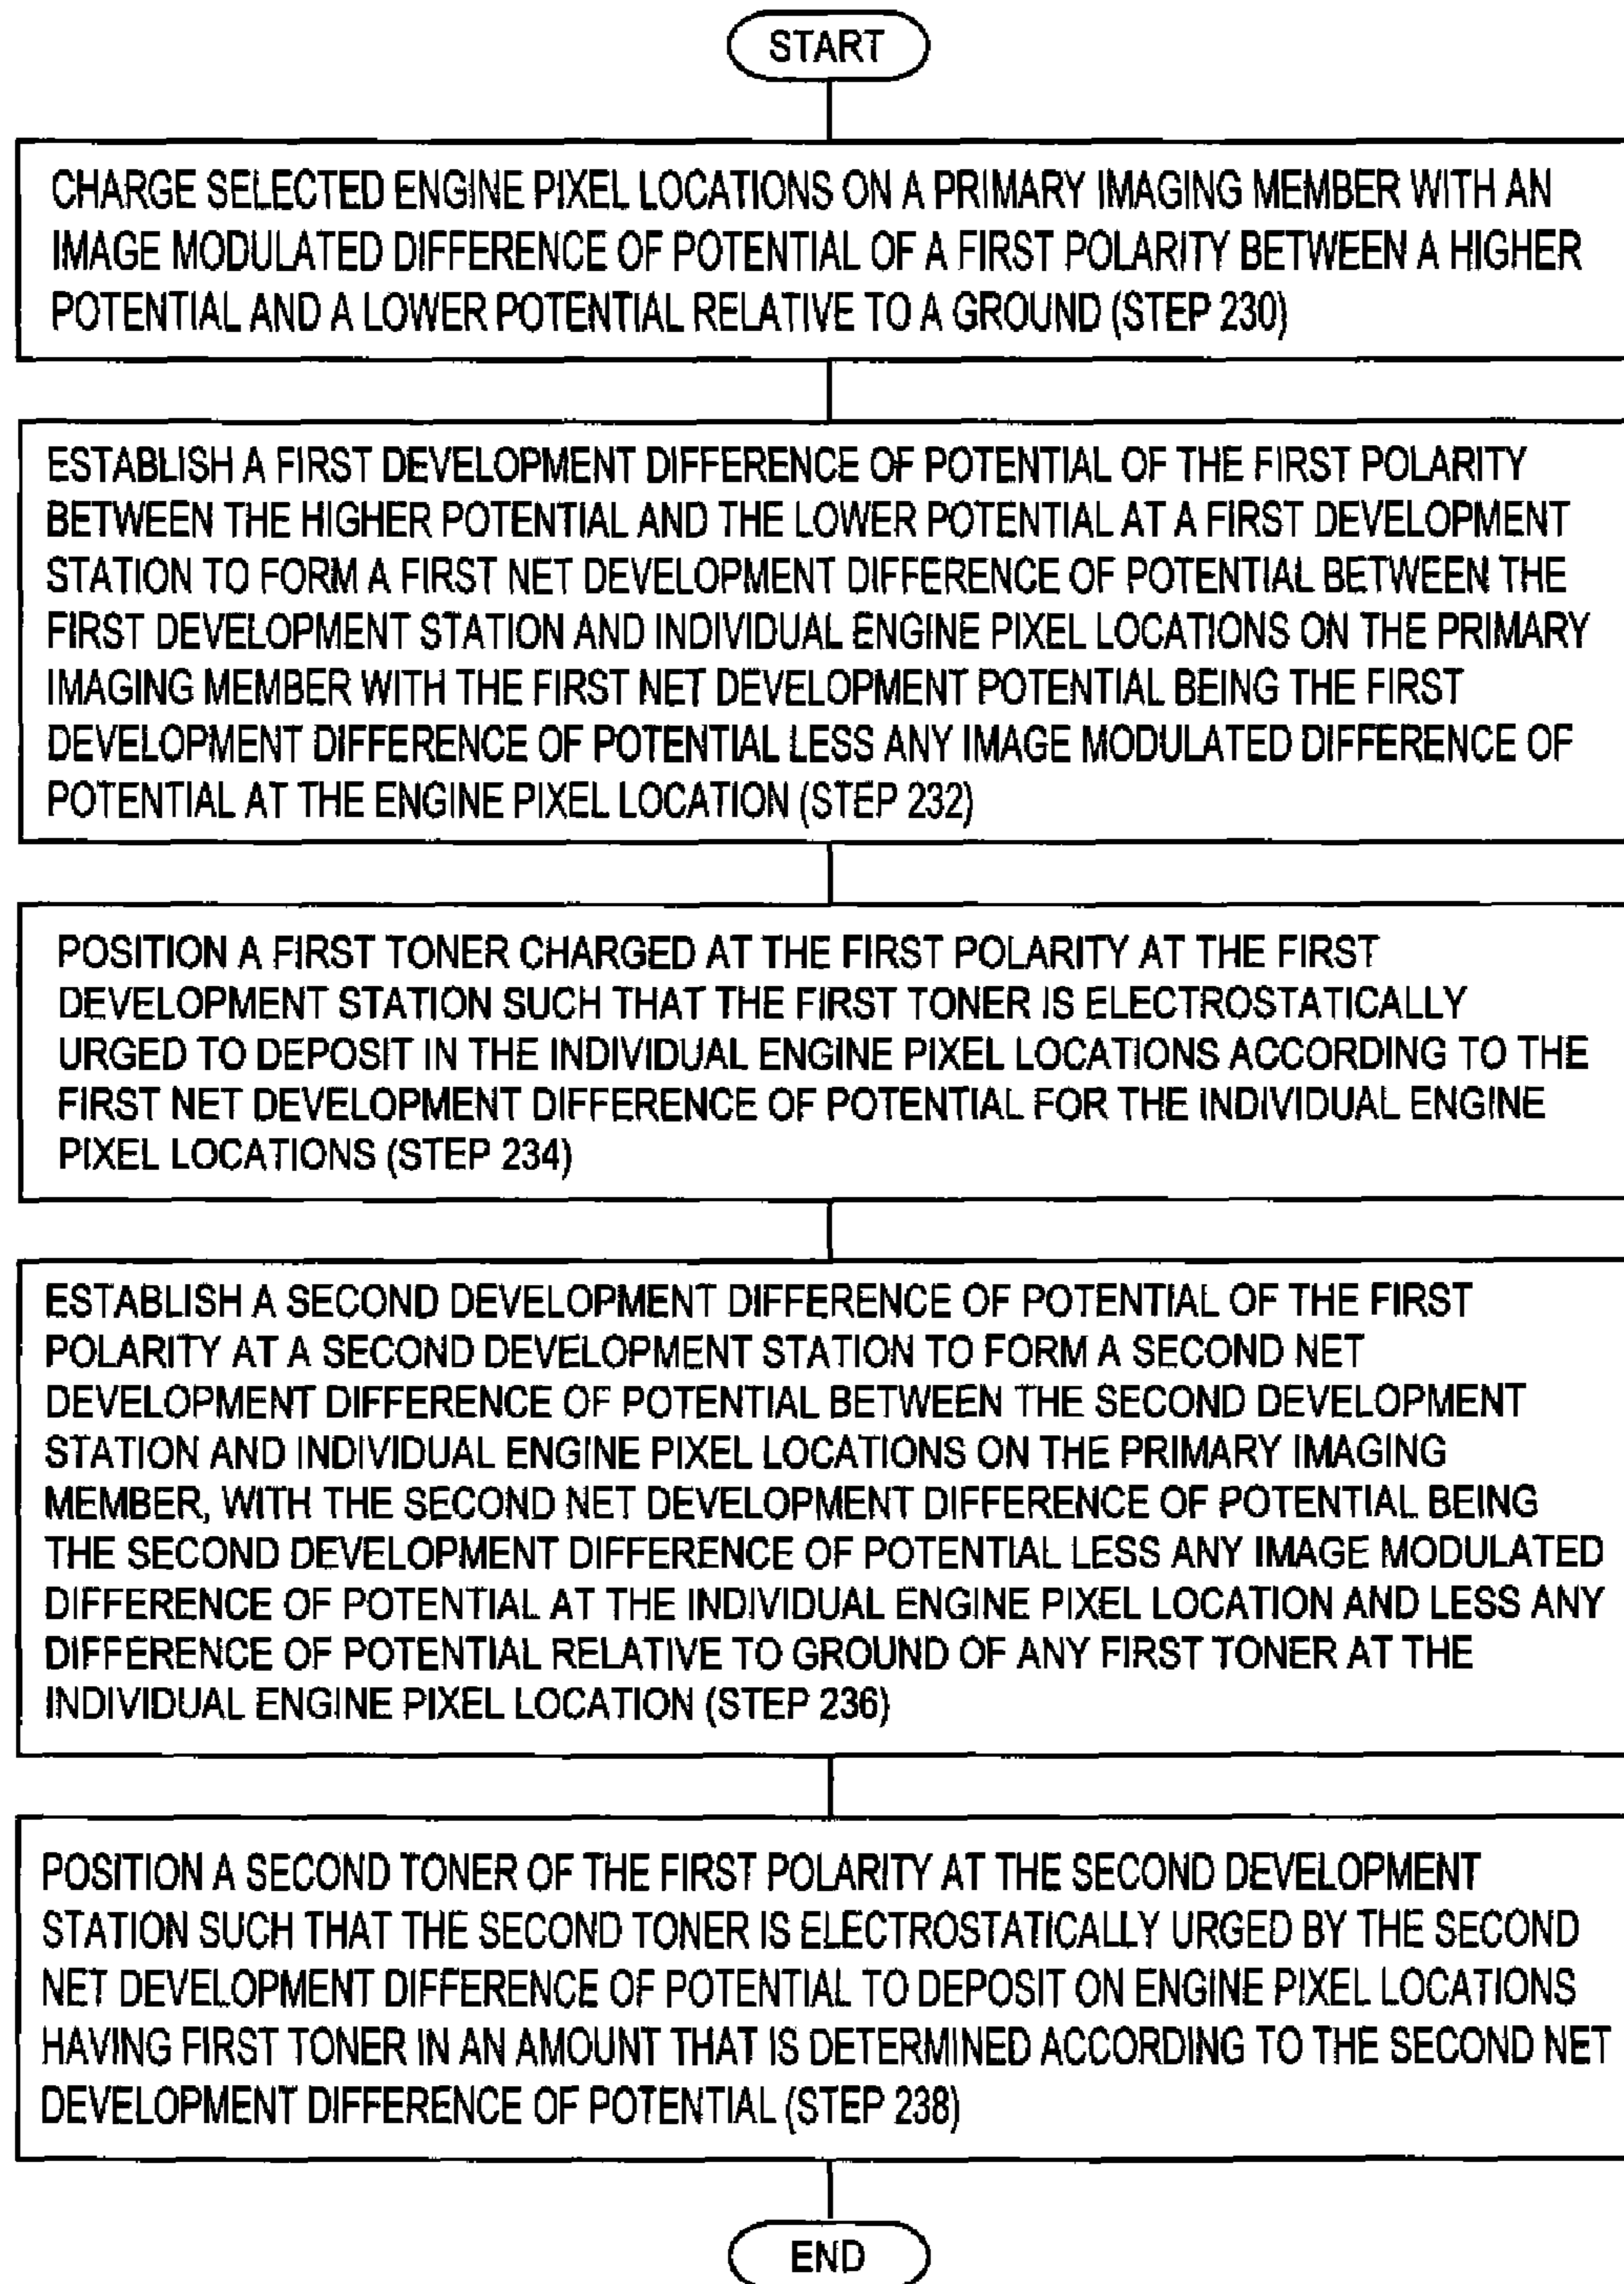 START
CHARGE SELECTED ENGINE PIXEL LOCATIONS ON A PRIMARY IMAGING MEMBER WITH AN
IMAGE MODULATED DIFFERENCE OF POTENTIAL OF A FIRST POLARITY BETWEEN A HIGHER
POTENTIAL AND A LOWER POTENTIAL RELATIVE TO A GROUND (STEP 230)
ESTABLISH A FIRST DEVELOPMENT DIFFERENCE OF POTENTIAL OF THE FIRST POLARITY
BETWEEN THE HIGHER POTENTIAL AND THE LOWER POTENTIAL AT A FIRST DEVELOPMENT
STATION TO FORM A FIRST NET DEVELOPMENT DIFFERENCE OF POTENTIAL BETWEEN THE
FIRST DEVELOPMENT STATION AND INDIVIDUAL ENGINE PIXEL LOCATIONS ON THE PRIMARY
IMAGING MEMBER WITH THE FIRST NET DEVELOPMENT POTENTIAL BEING THE FIRST
DEVELOPMENT DIFFERENCE OF POTENTIAL LESS ANY IMAGE MODULATED DIFFERENCE OF
POTENTIAL AT THE ENGINE PIXEL LOCATION (STEP 232)
POSITION A FIRST TONER CHARGED AT THE FIRST POLARITY AT THE FIRST
DEVELOPMENT STATION SUCH THAT THE FIRST TONER IS ELECTROSTATICALLY
URGED TO DEPOSIT IN THE INDIVIDUAL ENGINE PIXEL LOCATIONS ACCORDING TO THE
FIRST NET DEVELOPMENT DIFFERENCE OF POTENTIAL FOR THE INDIVIDUAL ENGINE
PIXEL LOCATIONS (STEP 234)
ESTABLISH A SECOND DEVELOPMENT DIFFERENCE OF POTENTIAL OF THE FIRST
POLARITY AT A SECOND DEVELOPMENT STATION TO FORM A SECOND NET
DEVELOPMENT DIFFERENCE OF POTENTIAL BETWEEN THE SECOND DEVELOPMENT
STATION AND INDIVIDUAL ENGINE PIXEL LOCATIONS ON THE PRIMARY IMAGING
MEMBER, WITH THE SECOND NET DEVELOPMENT DIFFERENCE OF POTENTIAL BEING
THE SECOND DEVELOPMENT DIFFERENCE OF POTENTIAL LESS ANY IMAGE MODULATED
DIFFERENCE OF POTENTIAL AT THE INDIVIDUAL ENGINE PIXEL LOCATION AND LESS ANY
DIFFERENCE OF POTENTIAL RELATIVE TO GROUND OF ANY FIRST TONER AT THE
INDIVIDUAL ENGINE PIXEL LOCATION (STEP 236)
POSITION A SECOND TONER OF THE FIRST POLARITY AT THE SECOND DEVELOPMENT
STATION SUCH THAT THE SECOND TONER IS ELECTROSTATICALLY URGED BY THE SECOND
NET DEVELOPMENT DIFFERENCE OF POTENTIAL TO DEPOSIT ON ENGINE PIXEL LOCATIONS
HAVING FIRST TONER IN AN AMOUNT THAT IS DETERMINED ACCORDING TO THE SECOND NET
DEVELOPMENT DIFFERENCE OF POTENTIAL (STEP 238)
END